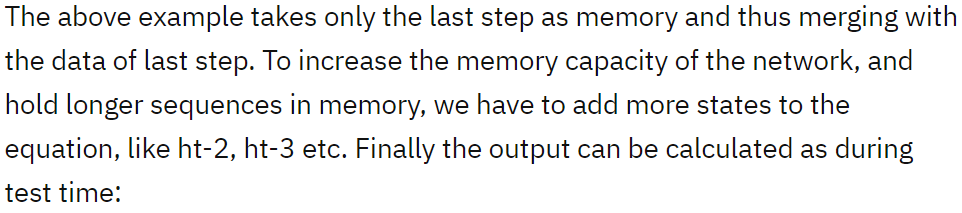 The above example takes only the last step as memory and thus merging with
the data of last step. To increase the memory capacity of the network, and
hold longer sequences in memory, we have to add more states to the
equation, like ht-2, ht-3 etc. Finally the output can be calculated as during
test time: